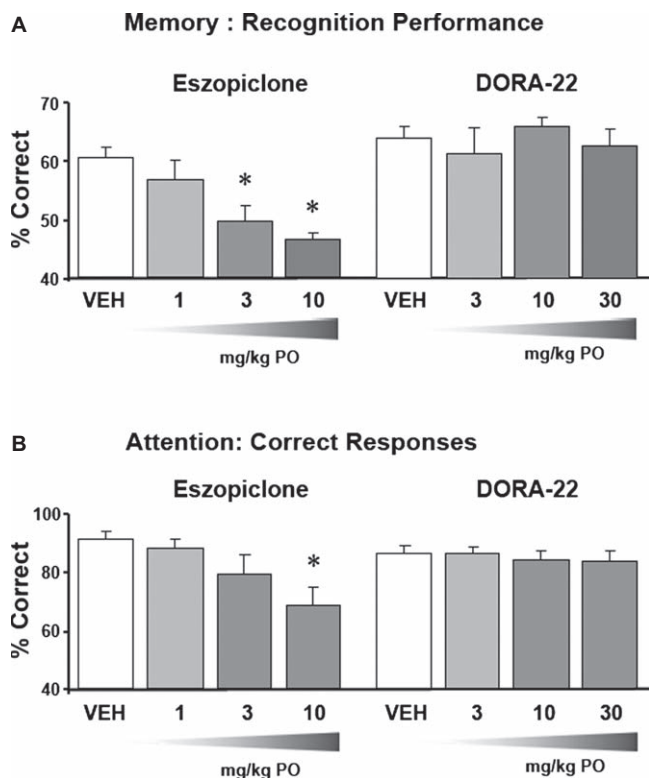 A
Memory : Recognition Performance
Eszopiclone
DORA-22
% Correct
70
60
50
40
*
*
VEH
1
3
10
VEH
3
10
30
mg/kg PO
mg/kg PO
B
Attention: Correct Responses
Eszopiclone
DORA-22
% Correct
100
80
60
40
*
VEH
1
3
10
VEH
3
10
30
mg/kg PO
mg/kg PO